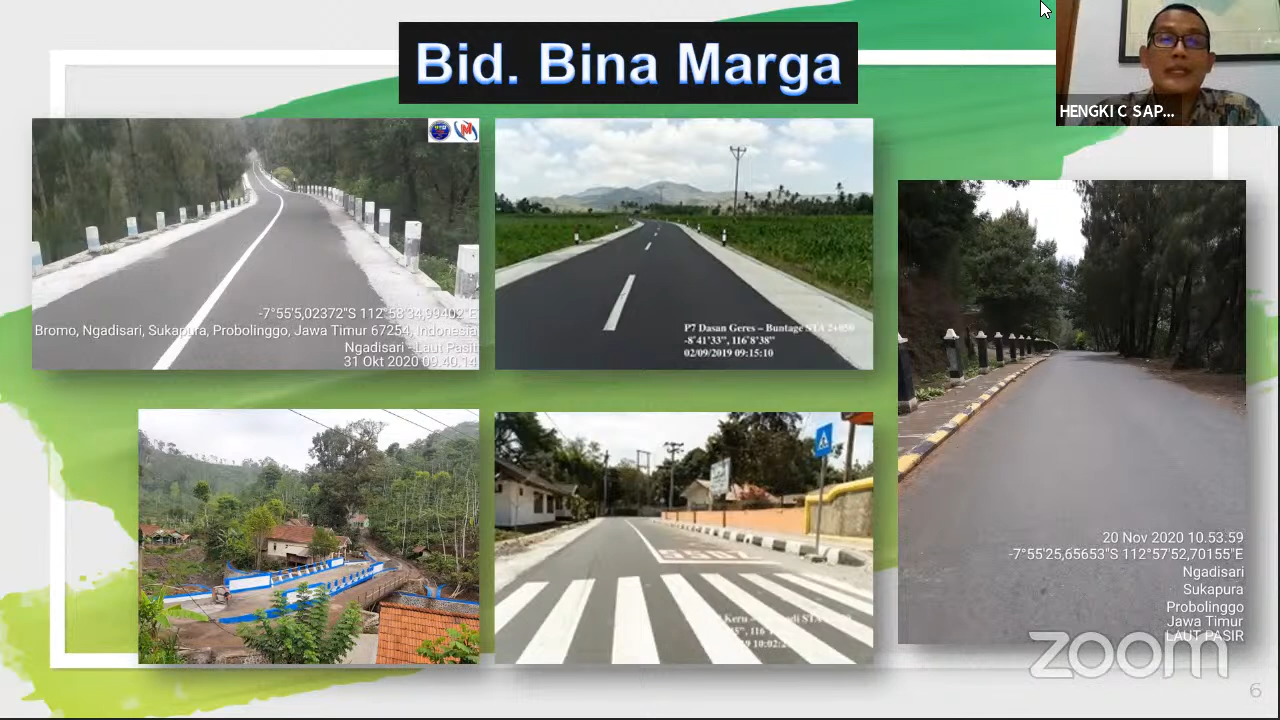 Bid. Bina Marga
HENGKI C SAP...
-7°55'5,02372"S 112°58'34,99402"E
Bromo, Ngadisari, Sukapura, Probolinggo, Jawa Timur 67254, Indonesia
Ngadisari - Laut Pasir
31 Okt 2020 09.40.14
P7 Dasan Geres – Buntage STA 2+050
-8°41'33", 116°8'38"
02/09/2019 09:15:10
Keru –
10:02:
20 Nov 2020 10.53.59
-7°55'25,65653"S 112°57'52,70155"E
Ngadisari
Sukapura
Probolinggo
Jawa Timur
LAUT PASIR
zoom
6